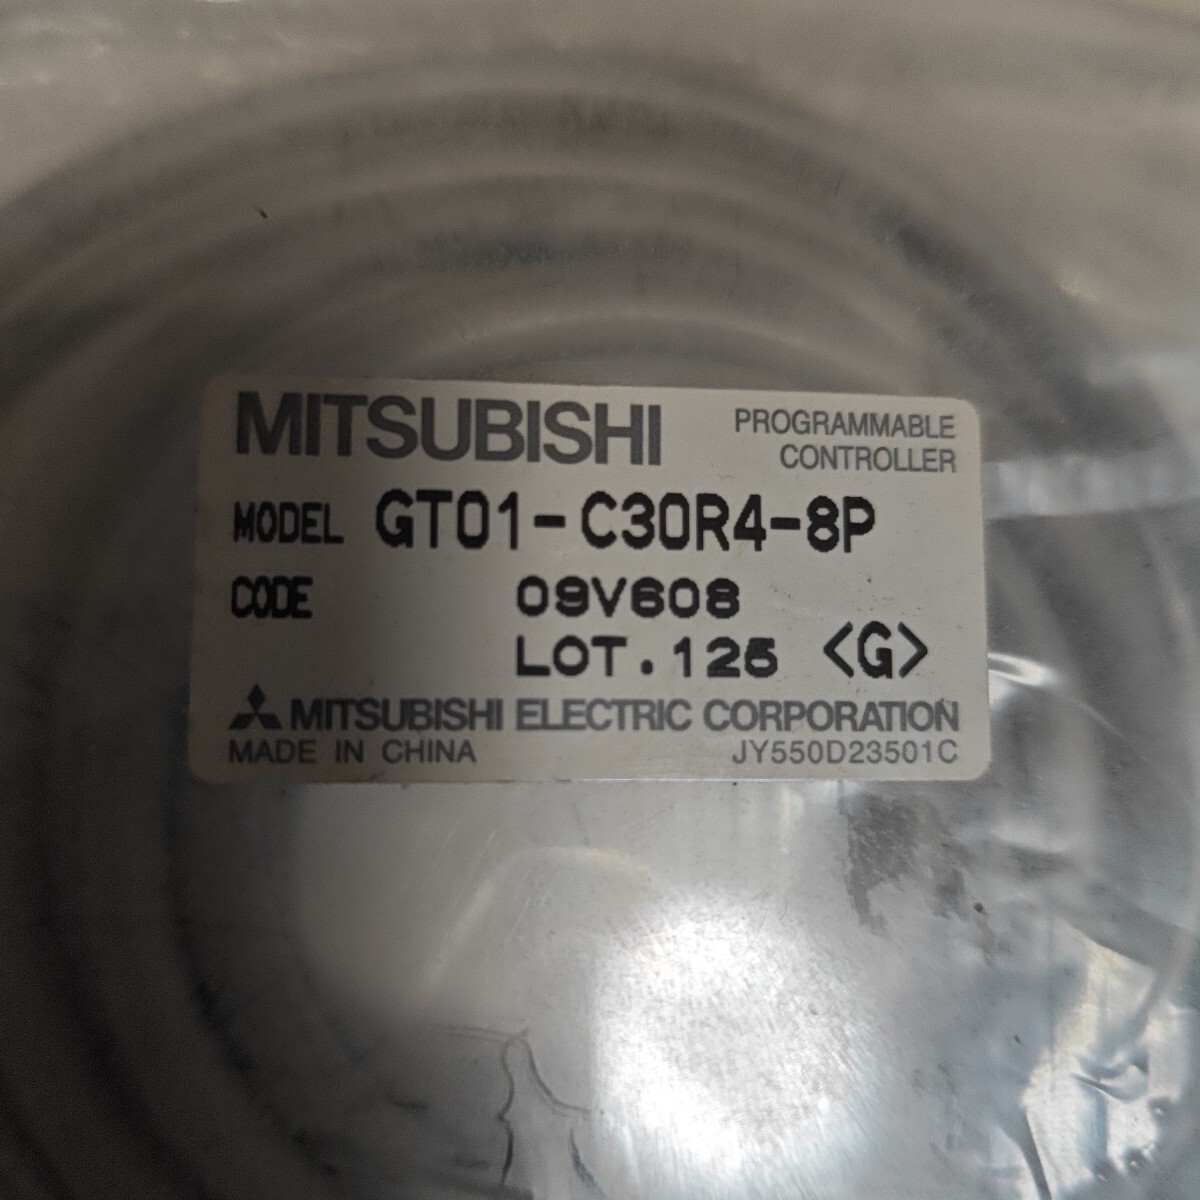 MITSUBISHI
PROGRAMMABLE
CONTROLLER
MODEL GT01-C30R4-8P
CODE 09V608
LOT.125 <G>
MITSUBISHI ELECTRIC CORPORATION
MADE IN CHINA JY550D23501C